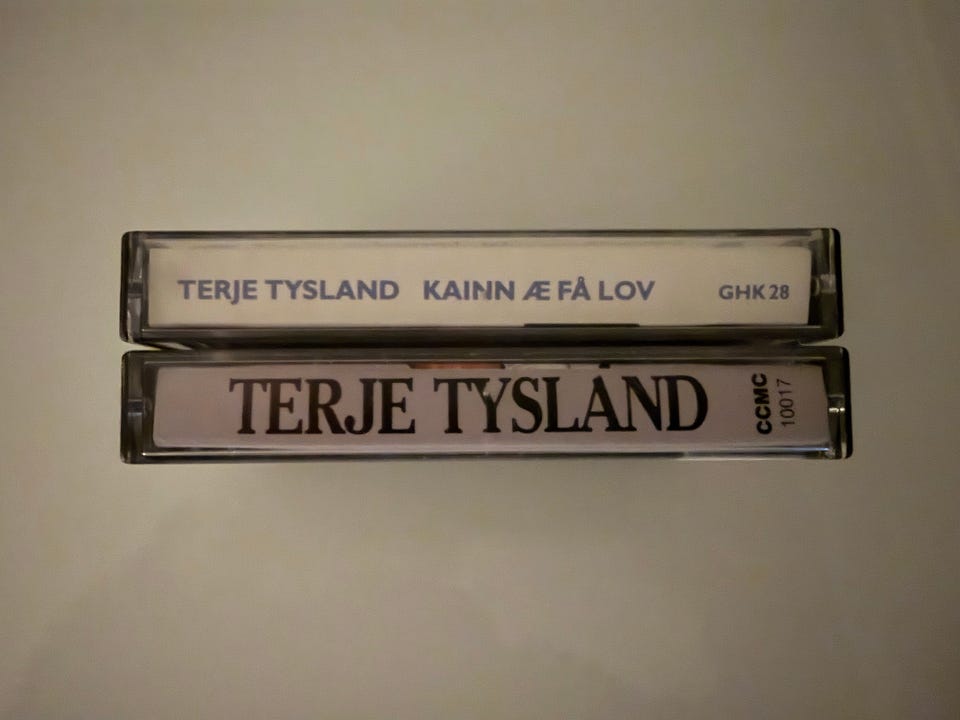 TERJE TYSLAND KAINN Æ FÅ LOV GHK 28
TERJE TYSLAND
CCMC
10017